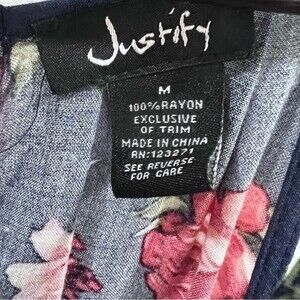 Justify
M
100%RAYON
EXCLUSIVE
OF TRIM
MADE IN CHINA
RN:123271
SEE REVERSE
FOR CARE